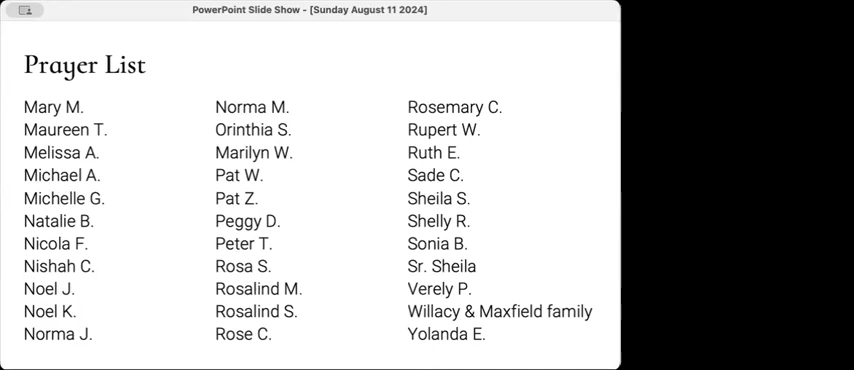 PowerPoint Slide Show - [Sunday August 11 2024]
Prayer List
Mary M.
Maureen T.
Melissa A.
Michael A.
Michelle G.
Natalie B.
Nicola F.
Nishah C.
Noel J.
Noel K.
Norma J.
Norma M.
Orinthia S.
Marilyn W.
Pat W.
Pat Z.
Peggy D.
Peter T.
Rosa S.
Rosalind M.
Rosalind S.
Rose C.
Rosemary C.
Rupert W.
Ruth E.
Sade C.
Sheila S.
Shelly R.
Sonia B.
Sr. Sheila
Verely P.
Willacy & Maxfield family
Yolanda E.